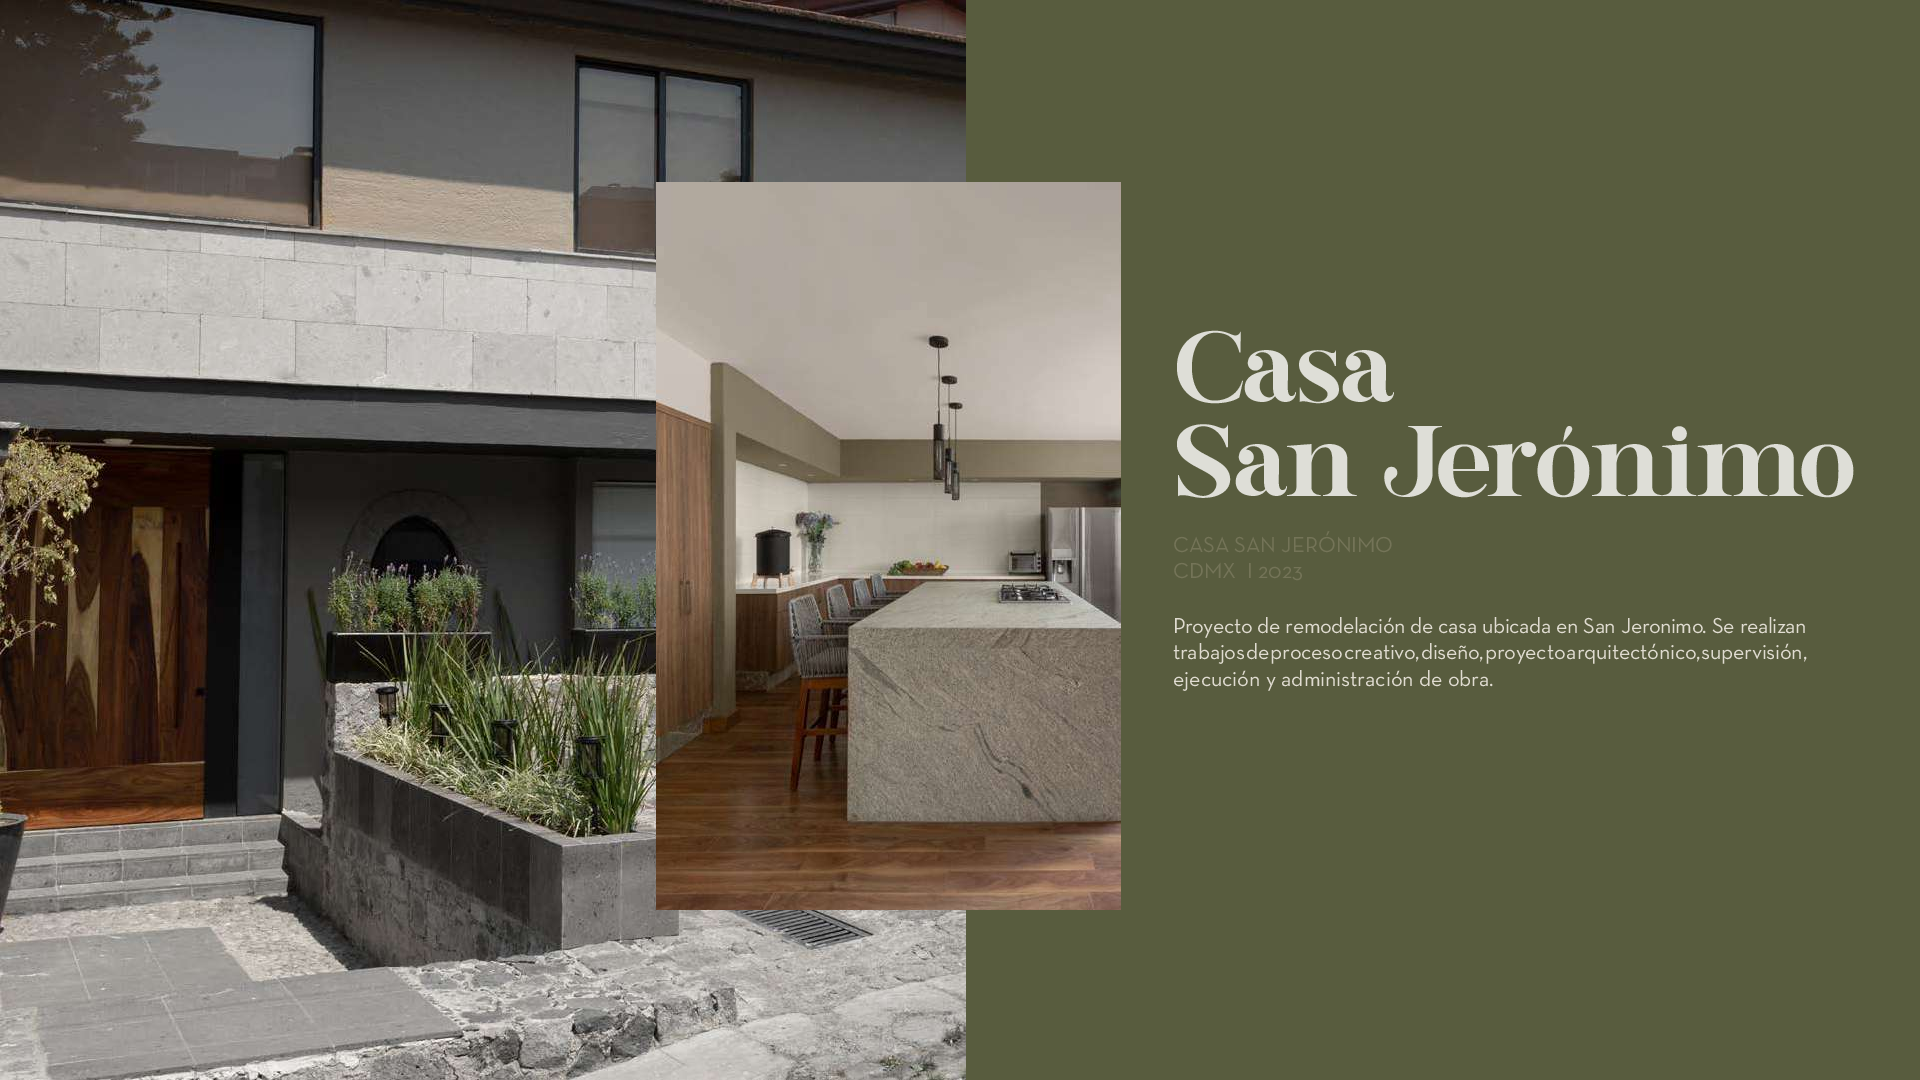 Casa
San Jerónimo
CASA SAN JERÓNIMO
CDMX | 2023
Proyecto de remodelación de casa ubicada en San Jeronimo. Se realizan
trabajos de proceso creativo, diseño, proyecto arquitectónico, supervisión,
ejecución y administración de obra.